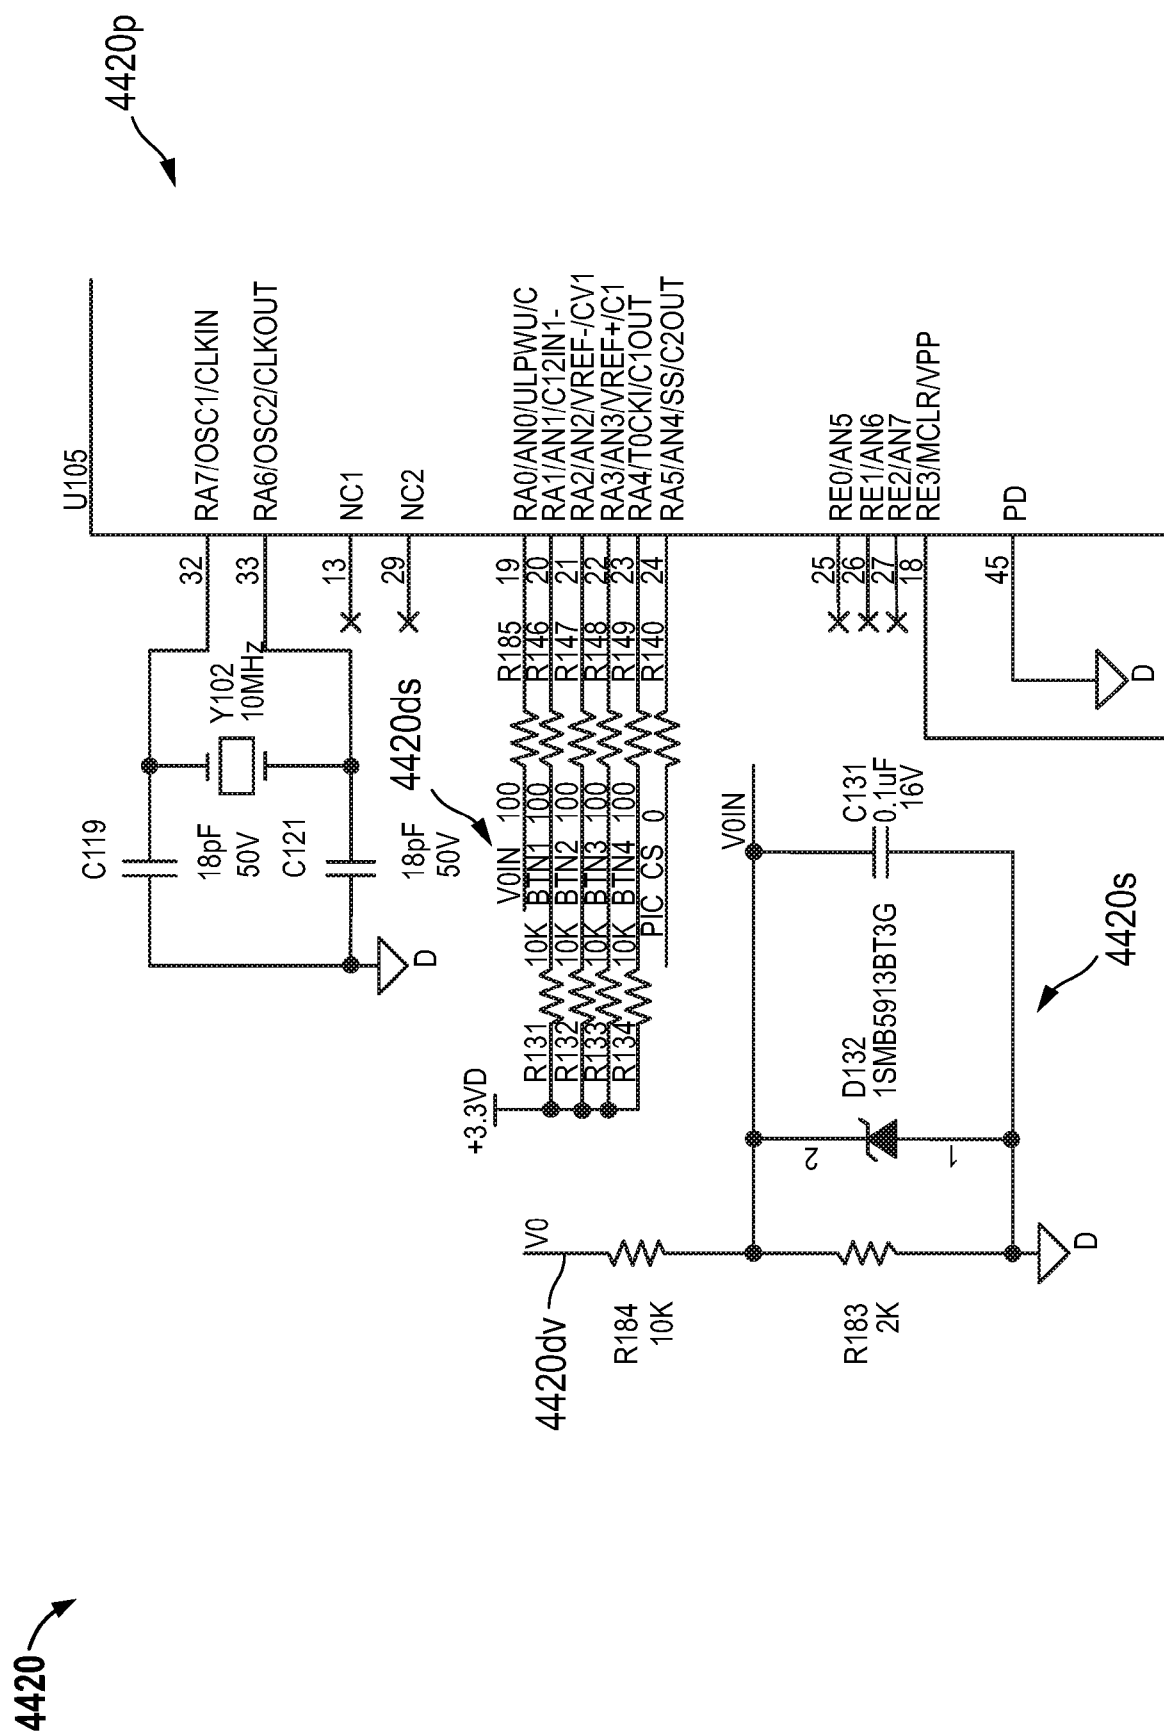 4420
4420p
U105
RA7/OSC1/CLKIN
RA6/OSC2/CLKOUT
NC1
NC2
RA0/AN0/ULPWU/C
RA1/AN1/C12IN1-
RA2/AN2/VREF-/CV1
RA3/AN3/VREF+/C1
RA4/T0CKI/C1OUT
RA5/AN4/SS/C2OUT
RE0/AN5
RE1/AN6
RE2/AN7
RE3/MCLR/VPP
PD
32
33
13
29
19
20
21
22
23
24
25
26
27
18
45
C119
18pF
50V
Y102
10MHz
C121
18pF
50V
D
4420ds
V0IN 100 R185
R131 10K BTN1 100 R146
R132 10K BTN2 100 R147
R133 10K BTN3 100 R148
R134 10K BTN4 100 R149
PIC CS 0 R140
+3.3VD
D
V0
4420dv
R184
10K
R183
2K
D
2
1
D132
1SMB5913BT3G
V0IN
C131
0.1uF
16V
4420s